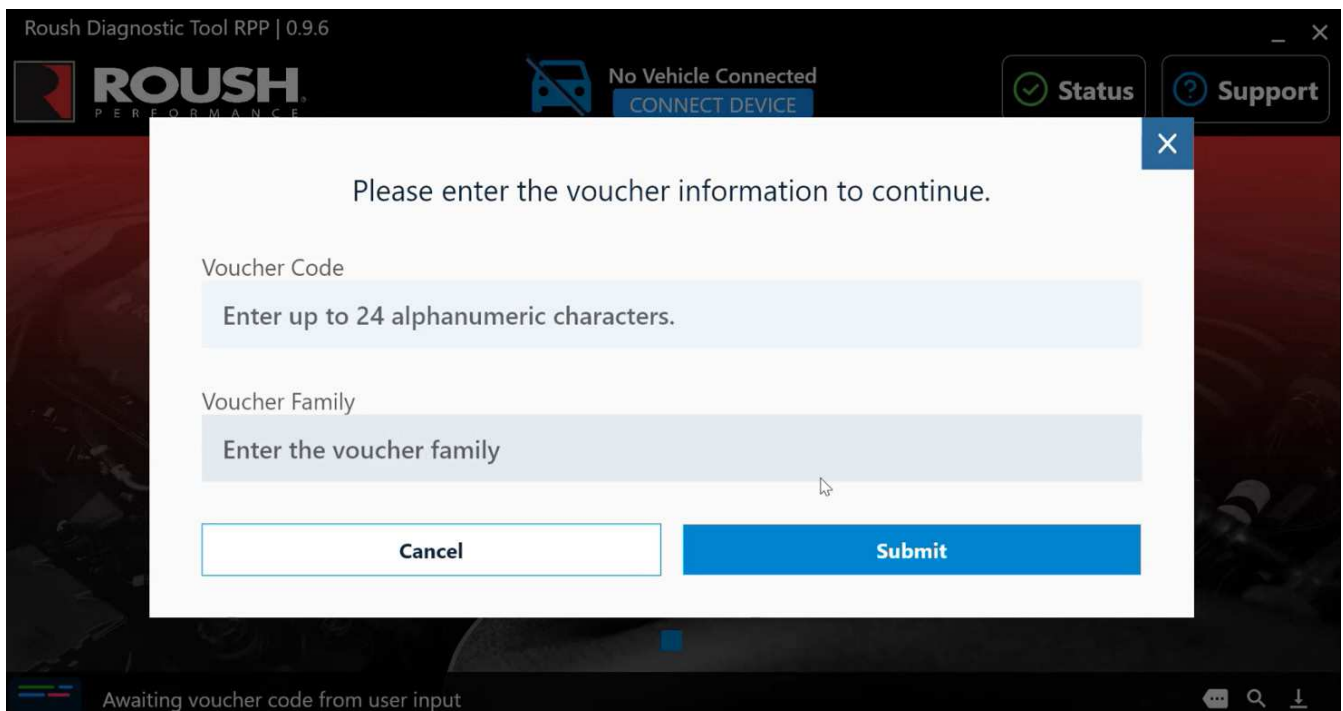 Roush Diagnostic Tool RPP | 0.9.6
ROUSH
PERFORMANCE
No Vehicle Connected
CONNECT DEVICE
Status
Support
Please enter the voucher information to continue.
Voucher Code
Enter up to 24 alphanumeric characters.
Voucher Family
Enter the voucher family
Cancel
Submit
Awaiting voucher code from user input